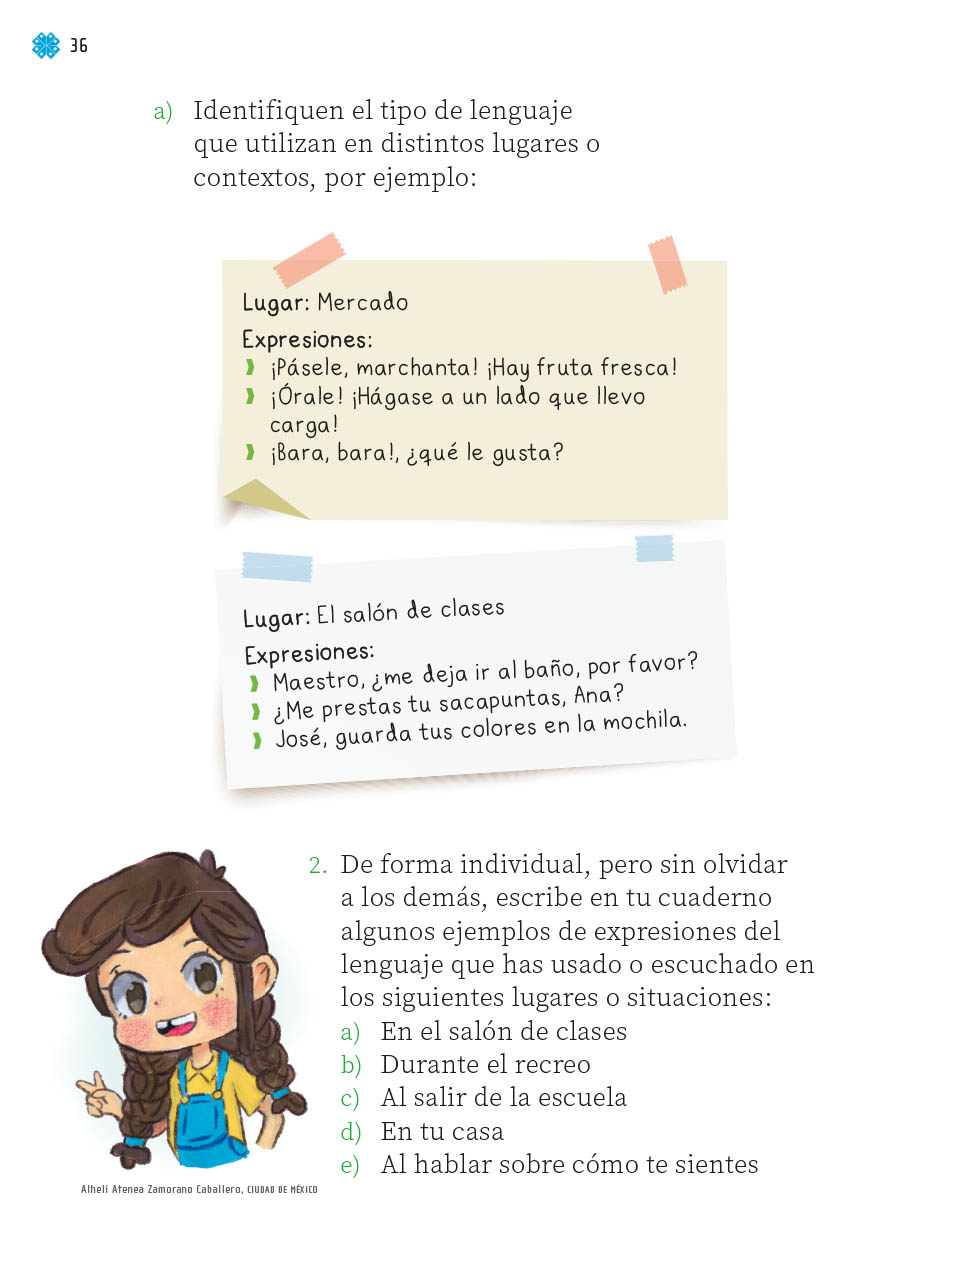 36
a) Identifiquen el tipo de lenguaje
que utilizan en distintos lugares o
contextos, por ejemplo:
Lugar: Mercado
Expresiones:
¡Pásele, marchanta! ¡Hay fruta fresca!
¡Órale! ¡Hágase a un lado que llevo
carga!
¡Bara, bara!, ¿qué le gusta?
Lugar: El salón de clases
Expresiones:
Maestro, ¿me deja ir al baño, por favor?
¿Me prestas tu sacapuntas, Ana?
José, guarda tus colores en la mochila.
2. De forma individual, pero sin olvidar
a los demás, escribe en tu cuaderno
algunos ejemplos de expresiones del
lenguaje que has usado o escuchado en
los siguientes lugares o situaciones:
a) En el salón de clases
b) Durante el recreo
c) Al salir de la escuela
d) En tu casa
e) Al hablar sobre cómo te sientes
Alhelí Atenea Zamorano Caballero, CIUDAD DE MÉXICO